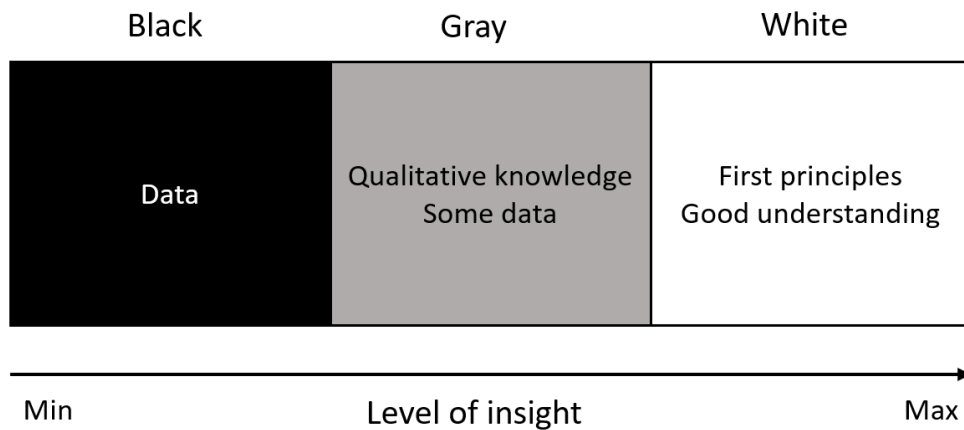 Black
Gray
White
Data
Qualitative knowledge
Some data
First principles
Good understanding
Min
Level of insight
Max